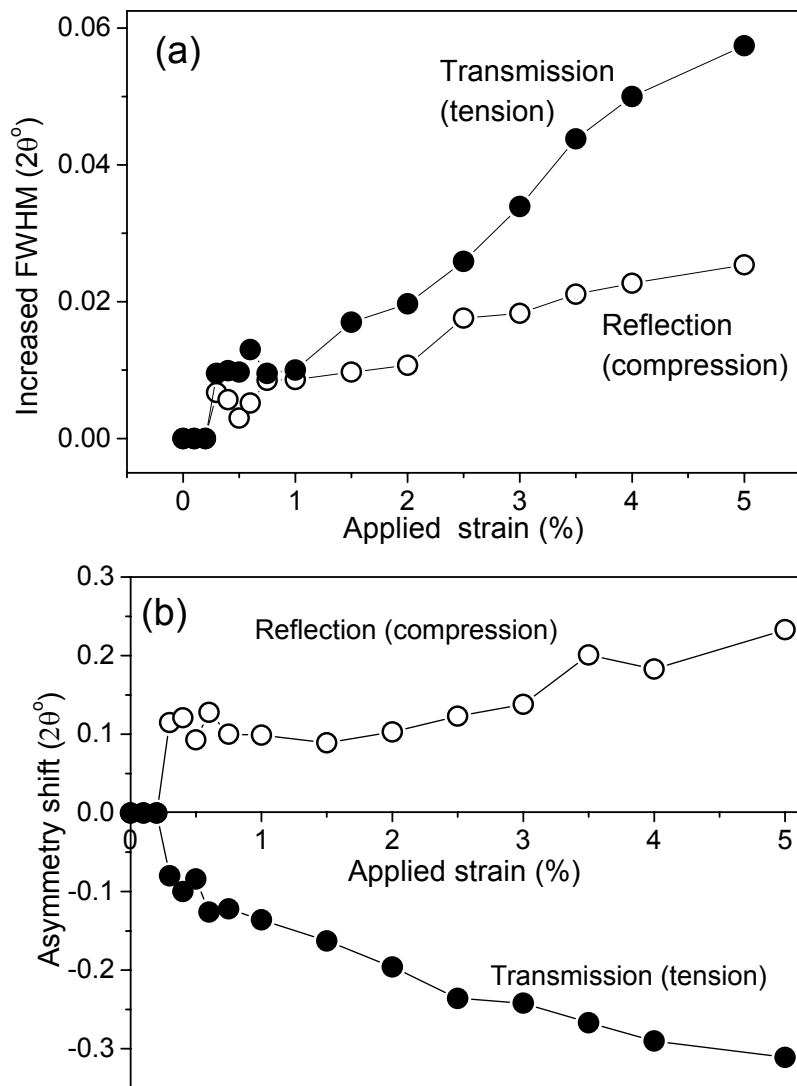 (a)
Transmission
(tension)
Reflection
(compression)
Increased FWHM (2θ°)
0.06
0.04
0.02
0.00
0 1 2 3 4 5
Applied strain (%)
(b)
Reflection (compression)
Asymmetry shift (2θ°)
0.3
0.2
0.1
0.0
0 1 2 3 4 5
Applied strain (%)
-0.1
-0.2
Transmission (tension)
-0.3